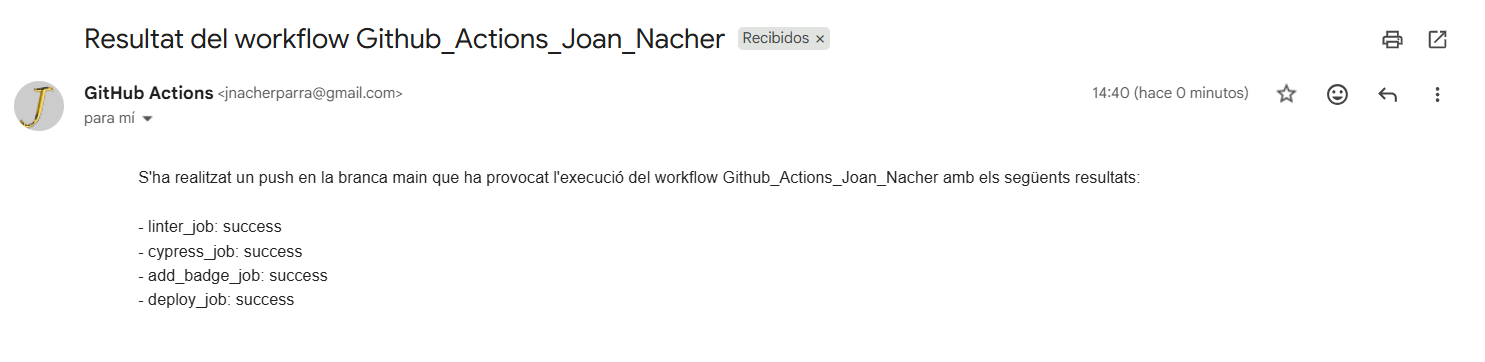 Resultat del workflow Github_Actions_Joan_Nacher Recibidos ×
GitHub Actions <jnacherparra@gmail.com> 14:40 (hace 0 minutos)
para mí
S'ha realitzat un push en la branca main que ha provocat l'execució del workflow Github_Actions_Joan_Nacher amb els següents resultats:
- linter_job: success
- cypress_job: success
- add_badge_job: success
- deploy_job: success